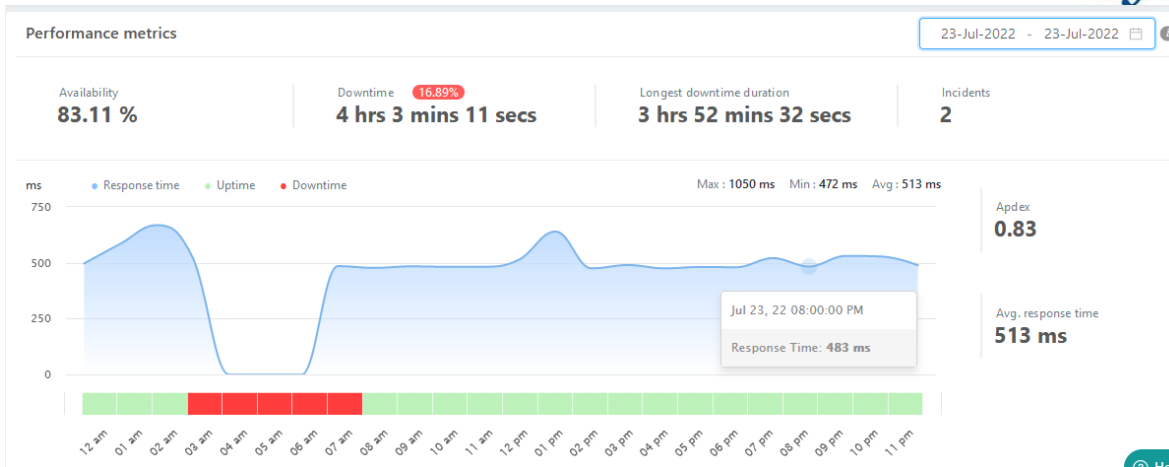 Performance metrics
23-Jul-2022 - 23-Jul-2022
Availability
83.11 %
Downtime 16.89%
4 hrs 3 mins 11 secs
Longest downtime duration
3 hrs 52 mins 32 secs
Incidents
2
ms
Response time Uptime Downtime
Max : 1050 ms Min : 472 ms Avg : 513 ms
750
500
250
0
Jul 23, 22 08:00:00 PM
Response Time: 483 ms
12 am 01 am 02 am 03 am 04 am 05 am 06 am 07 am 08 am 09 am 10 am 11 am 12 pm 01 pm 02 pm 03 pm 04 pm 05 pm 06 pm 07 pm 08 pm 09 pm 10 pm 11 pm
Apdex
0.83
Avg. response time
513 ms